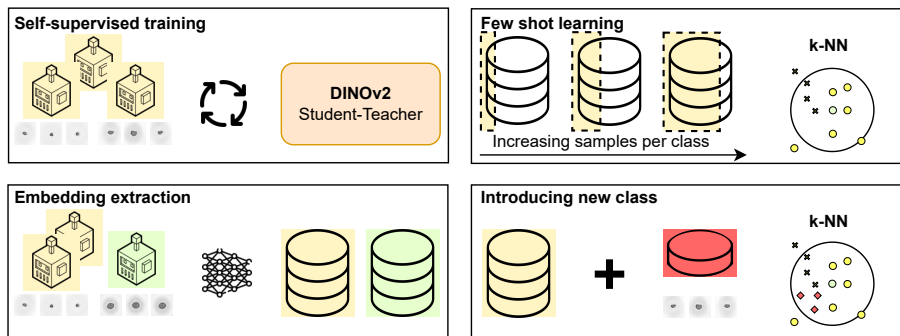 Self-supervised training
DINOv2
Student-Teacher
Few shot learning
k-NN
Increasing samples per class
Embedding extraction
Introducing new class
k-NN